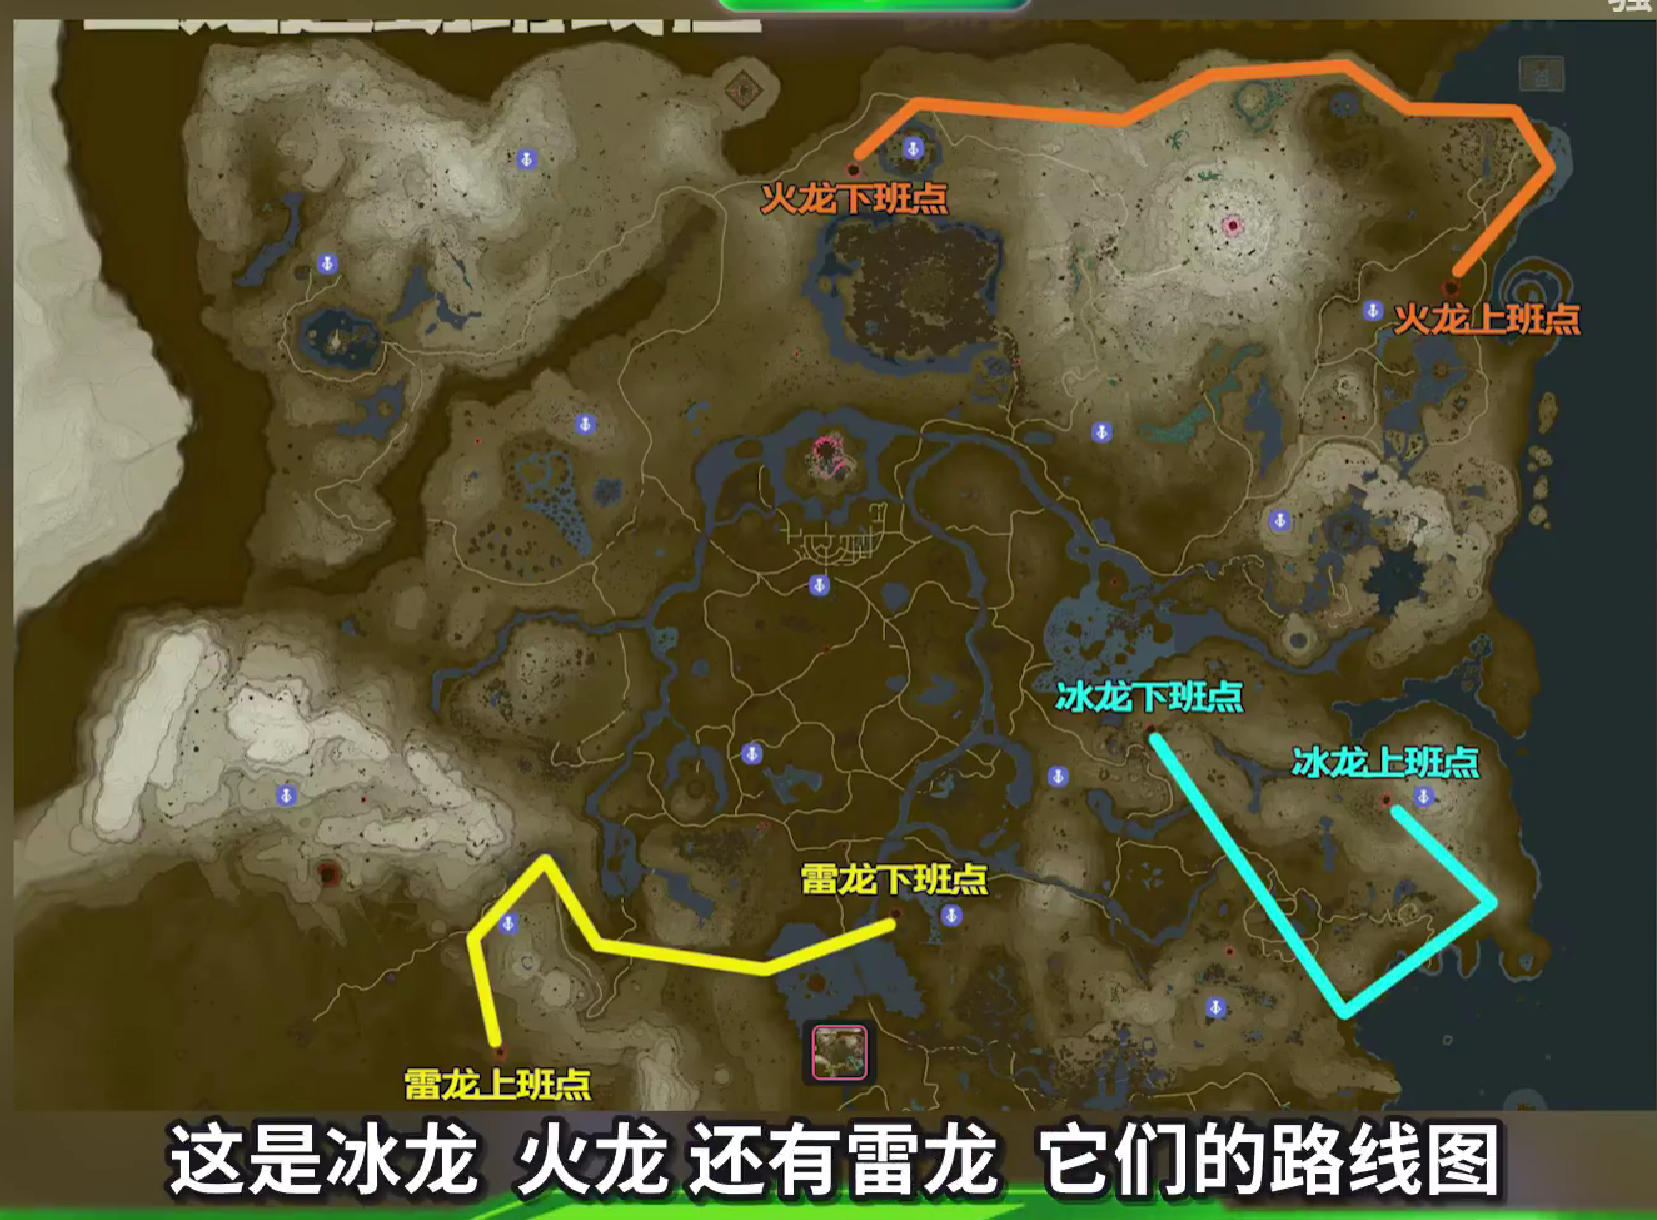 火龙下班点
火龙上班点
冰龙下班点
冰龙上班点
雷龙下班点
雷龙上班点
这是冰龙 火龙 还有雷龙 它们的路线图